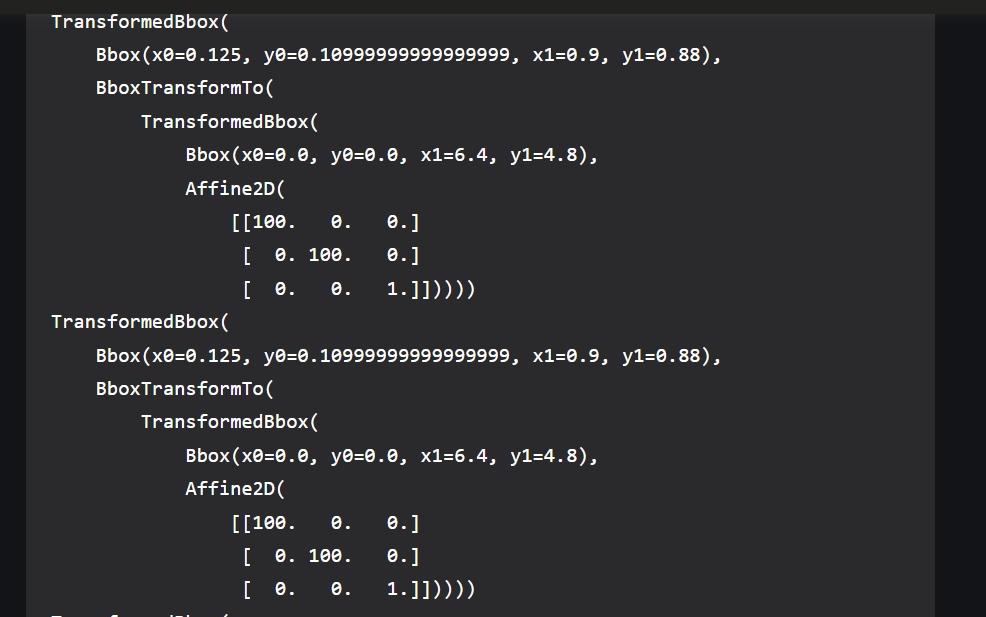 TransformedBbox(
    Bbox(x0=0.125, y0=0.10999999999999999, x1=0.9, y1=0.88),
    BboxTransformTo(
        TransformedBbox(
            Bbox(x0=0.0, y0=0.0, x1=6.4, y1=4.8),
            Affine2D(
                [[100.   0.   0.]
                 [  0. 100.   0.]
                 [  0.   0.   1.]]))))
TransformedBbox(
    Bbox(x0=0.125, y0=0.10999999999999999, x1=0.9, y1=0.88),
    BboxTransformTo(
        TransformedBbox(
            Bbox(x0=0.0, y0=0.0, x1=6.4, y1=4.8),
            Affine2D(
                [[100.   0.   0.]
                 [  0. 100.   0.]
                 [  0.   0.   1.]]))))